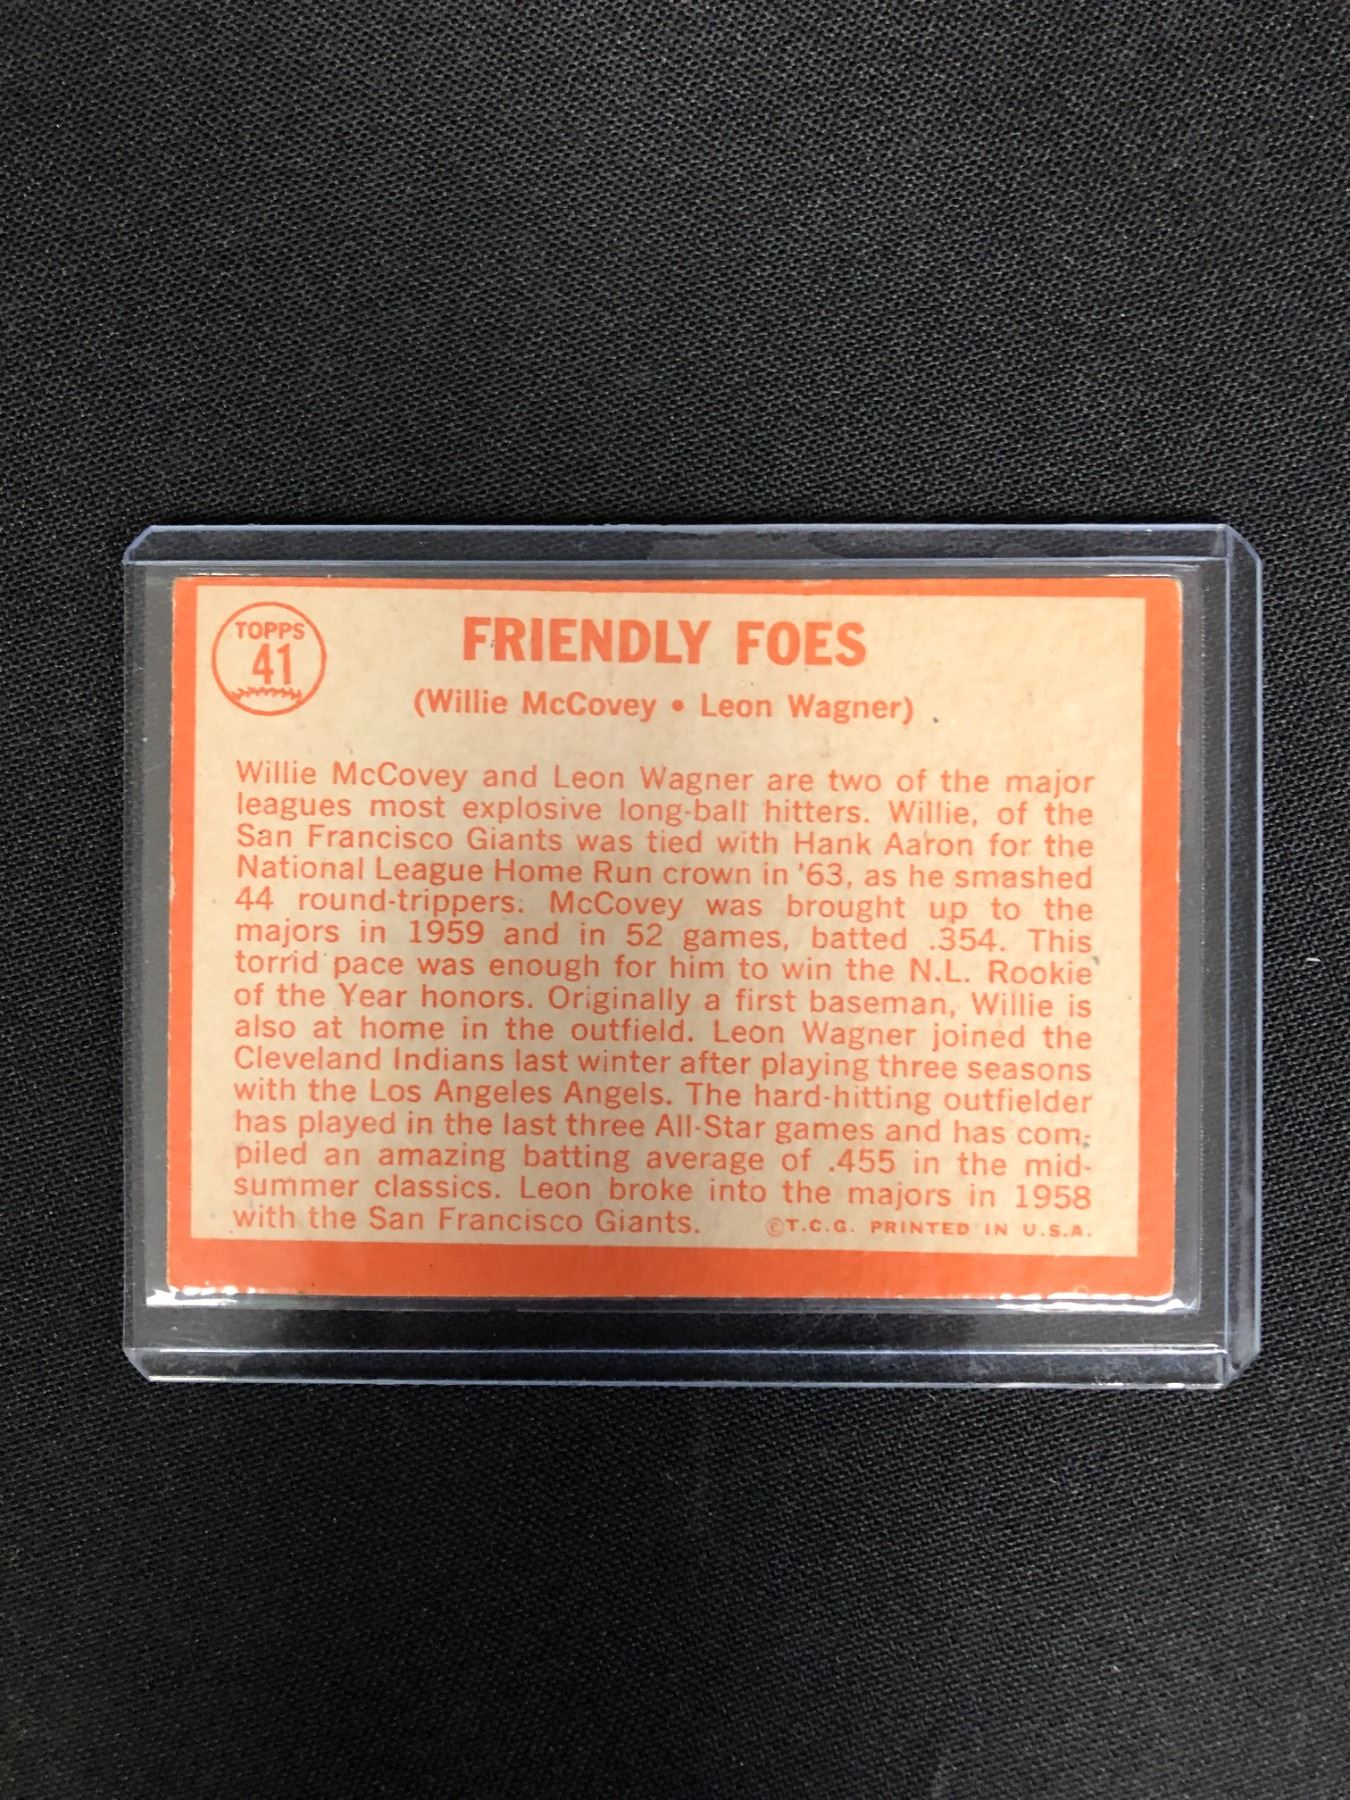 TOPPS
41
FRIENDLY FOES
(Willie McCovey • Leon Wagner)
Willie McCovey and Leon Wagner are two of the major
leagues most explosive long-ball hitters. Willie, of the
San Francisco Giants was tied with Hank Aaron for the
National League Home Run crown in '63, as he smashed
44 round-trippers. McCovey was brought up to the
majors in 1959 and in 52 games, batted .354. This
torrid pace was enough for him to win the N.L. Rookie
of the Year honors. Originally a first baseman, Willie is
also at home in the outfield. Leon Wagner joined the
Cleveland Indians last winter after playing three seasons
with the Los Angeles Angels. The hard-hitting outfielder
has played in the last three All-Star games and has com-
piled an amazing batting average of .455 in the mid-
summer classics. Leon broke into the majors in 1958
with the San Francisco Giants. ©T.C.G. PRINTED IN U.S.A.